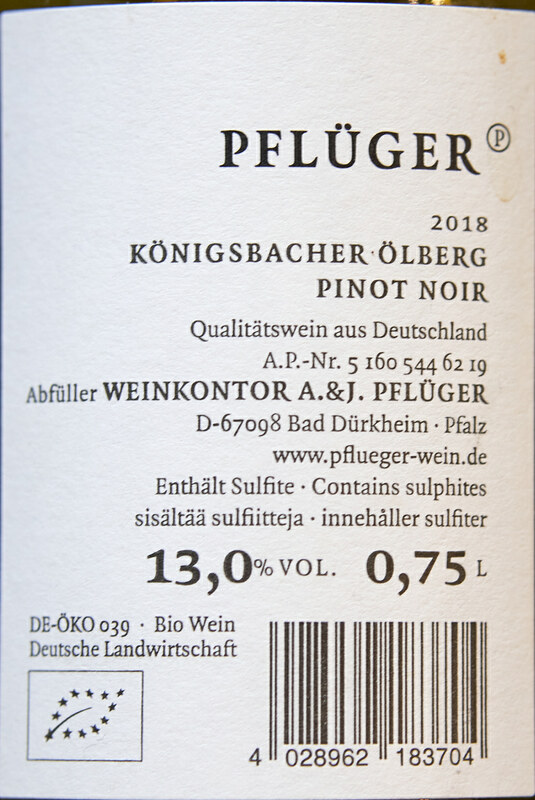 PFLÜGER Ⓟ
2018
KÖNIGSBACHER ÖLBERG
PINOT NOIR
Qualitätswein aus Deutschland
A.P.-Nr. 5 160 544 62 19
Abfüller WEINKONTOR A.&J. PFLÜGER
D-67098 Bad Dürkheim · Pfalz
www.pflueger-wein.de
Enthält Sulfite · Contains sulphites
sisältää sulfiitteja · innehåller sulfiter
13,0% VOL. 0,75 L
DE-ÖKO 039 · Bio Wein
Deutsche Landwirtschaft
4 028962 183704